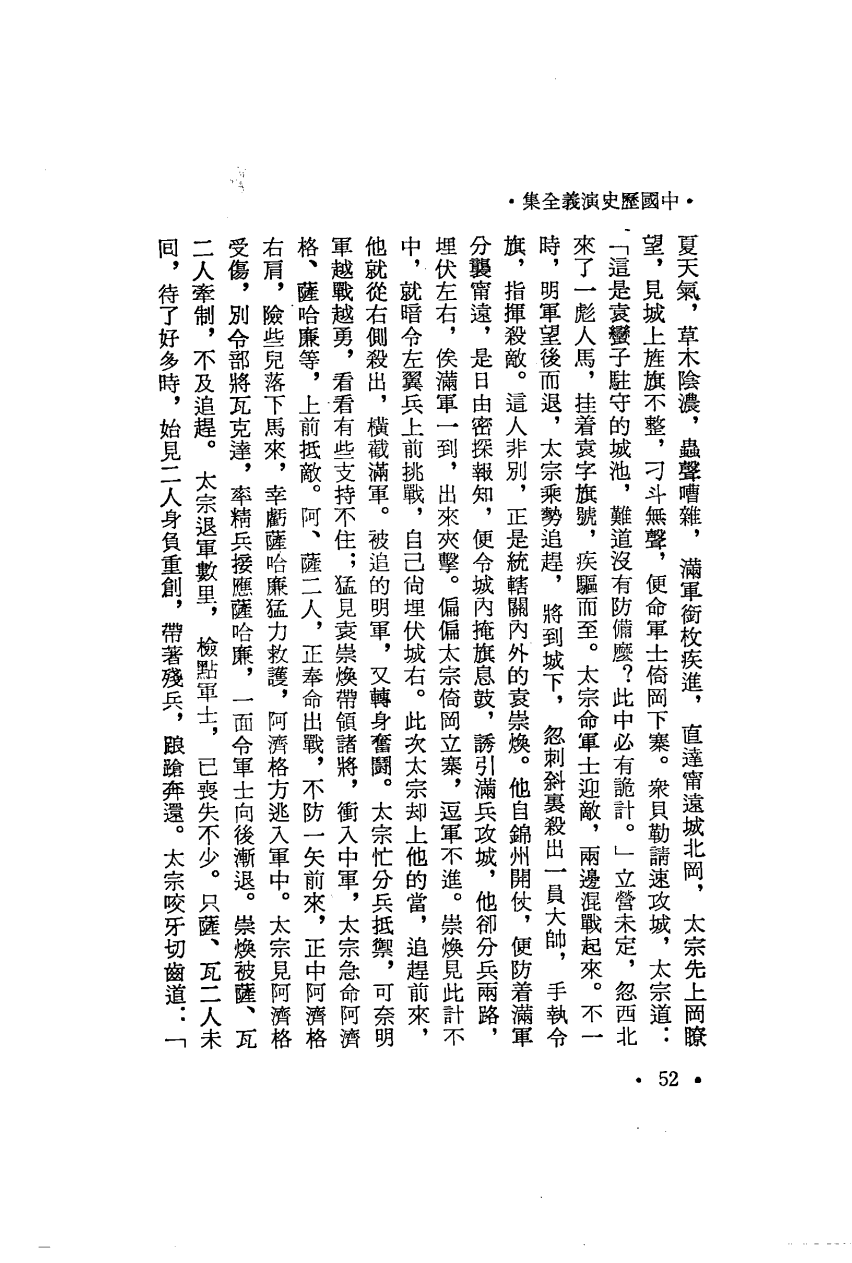 ·中國歷史演義全集·
夏天氣，草木陰濃，蟲聲嘈雜，滿軍銜枚疾進，直達甯遠城北岡，太宗先上岡瞭
望，見城上旌旗不整，刁斗無聲，便命軍士倚岡下寨。衆貝勒請速攻城，太宗道：
「這是袁蠻子駐守的城池，難道沒有防備麼？此中必有詭計。」立營未定，忽西北
來了一彪人馬，挂着袁字旗號，疾驅而至。太宗命軍士迎敵，兩邊混戰起來。不一
時，明軍望後而退，太宗乘勢追趕，將到城下，忽刺斜裏殺出一員大帥，手執令
旗，指揮殺敵。這人非別，正是統轄關內外的袁崇煥。他自錦州開仗，便防着滿軍
分襲甯遠，是日由密探報知，便令城內掩旗息鼓，誘引滿兵攻城，他卻分兵兩路，
埋伏左右，俟滿軍一到，出來夾擊。偏偏太宗倚岡立寨，逗軍不進。崇煥見此計不
中，就暗令左翼兵上前挑戰，自己尙埋伏城右。此次太宗却上他的當，追趕前來，
他就從右側殺出，橫截滿軍。被追的明軍，又轉身奮鬭。太宗忙分兵抵禦，可奈明
軍越戰越勇，看看有些支持不住；猛見袁崇煥帶領諸將，衝入中軍，太宗急命阿濟
格、薩哈廉等，上前抵敵。阿、薩二人，正奉命出戰，不防一矢前來，正中阿濟格
右肩，險些兒落下馬來，幸虧薩哈廉猛力救護，阿濟格方逃入軍中。太宗見阿濟格
受傷，別令部將瓦克達，率精兵接應薩哈廉，一面令軍士向後漸退。崇煥被薩、瓦
二人牽制，不及追趕。太宗退軍數里，檢點軍士，已喪失不少。只薩、瓦二人未
回，待了好多時，始見二人身負重創，帶著殘兵，踉蹌奔還。太宗咬牙切齒道：「
· 52 ·